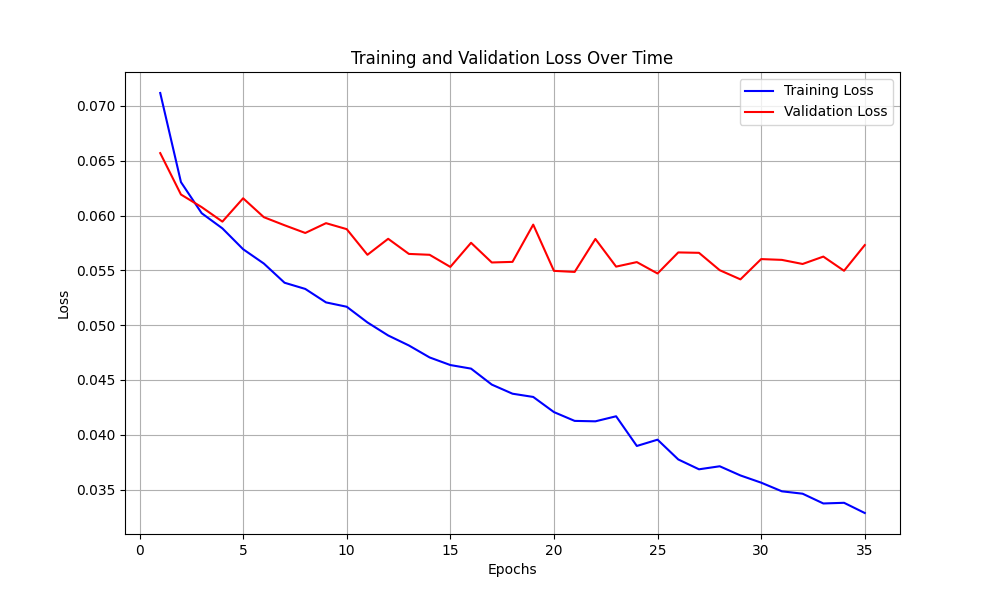 Training and Validation Loss Over Time
Training Loss
Validation Loss
0.070
0.065
0.060
0.055
0.050
0.045
0.040
0.035
Loss
0 5 10 15 20 25 30 35
Epochs